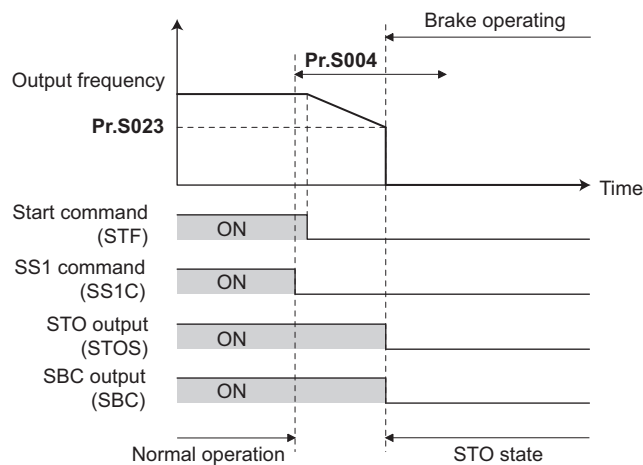 Brake operating
Pr.S004
Output frequency
Pr.S023
Time
Start command
(STF)
ON
SS1 command
(SS1C)
ON
STO output
(STOS)
ON
SBC output
(SBC)
ON
Normal operation
STO state